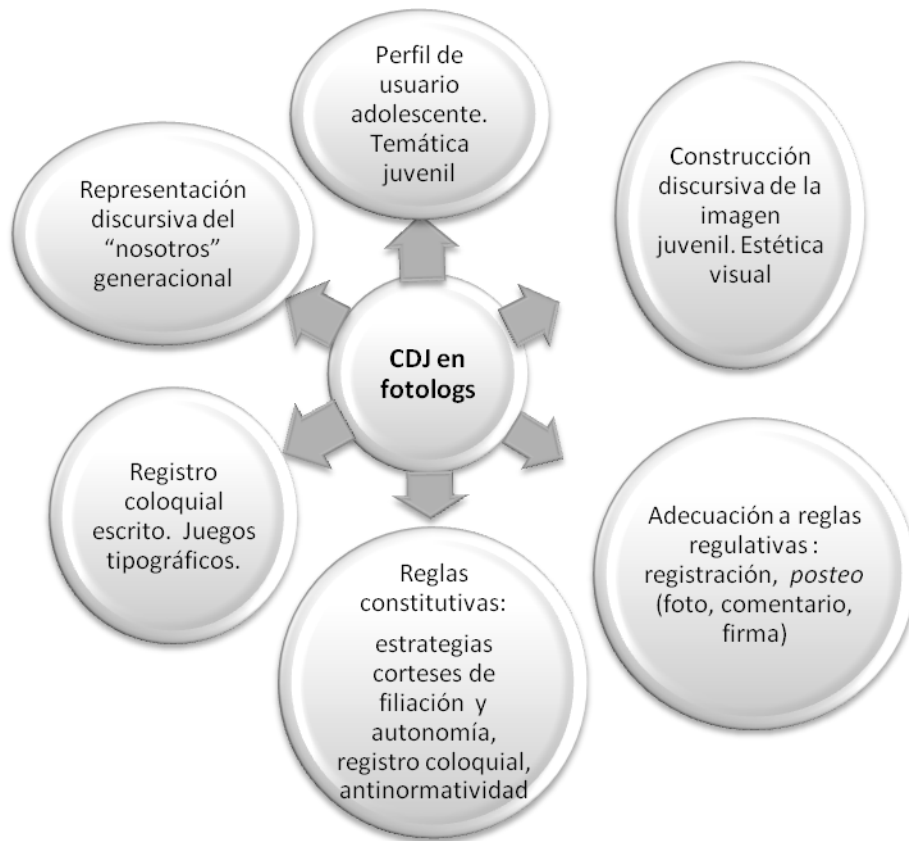 Perfil de
usuario
adolescente.
Temática
juvenil
Construcción
discursiva de la
imagen
juvenil. Estética
visual
Adecuación a reglas
regulativas :
registración, posteo
(foto, comentario,
firma)
Reglas
constitutivas:
estrategias
corteses de
filiación y
autonomía,
registro coloquial,
antinormatividad
Registro
coloquial
escrito. Juegos
tipográficos.
Representación
discursiva del
“nosotros”
generacional
CDJ en
fotologs